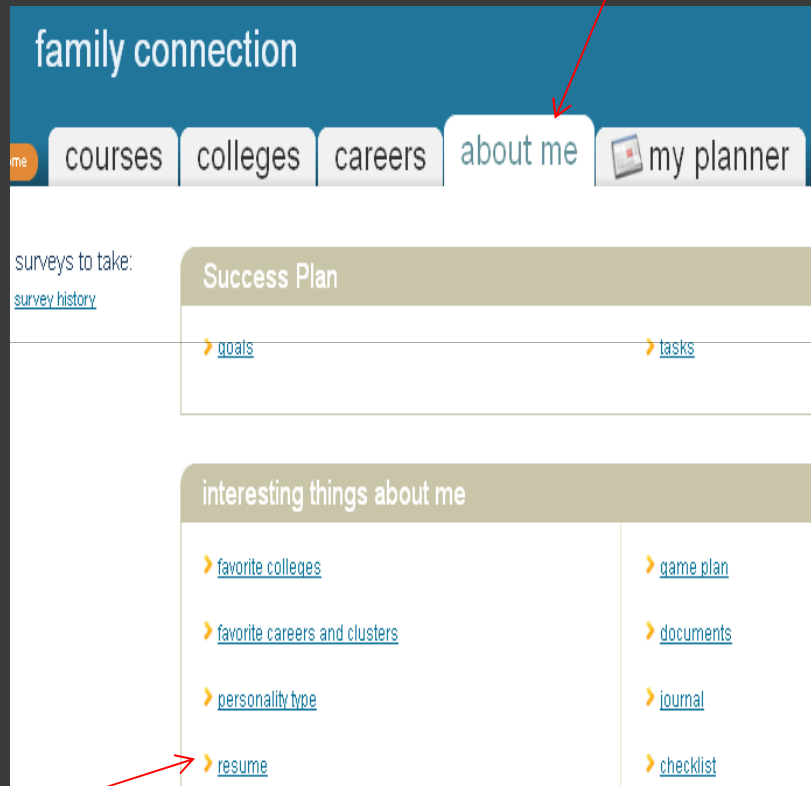 family connection
ome courses colleges careers about me my planner
surveys to take:
survey history
Success Plan
goals tasks
interesting things about me
favorite colleges game plan
favorite careers and clusters documents
personality type journal
resume checklist